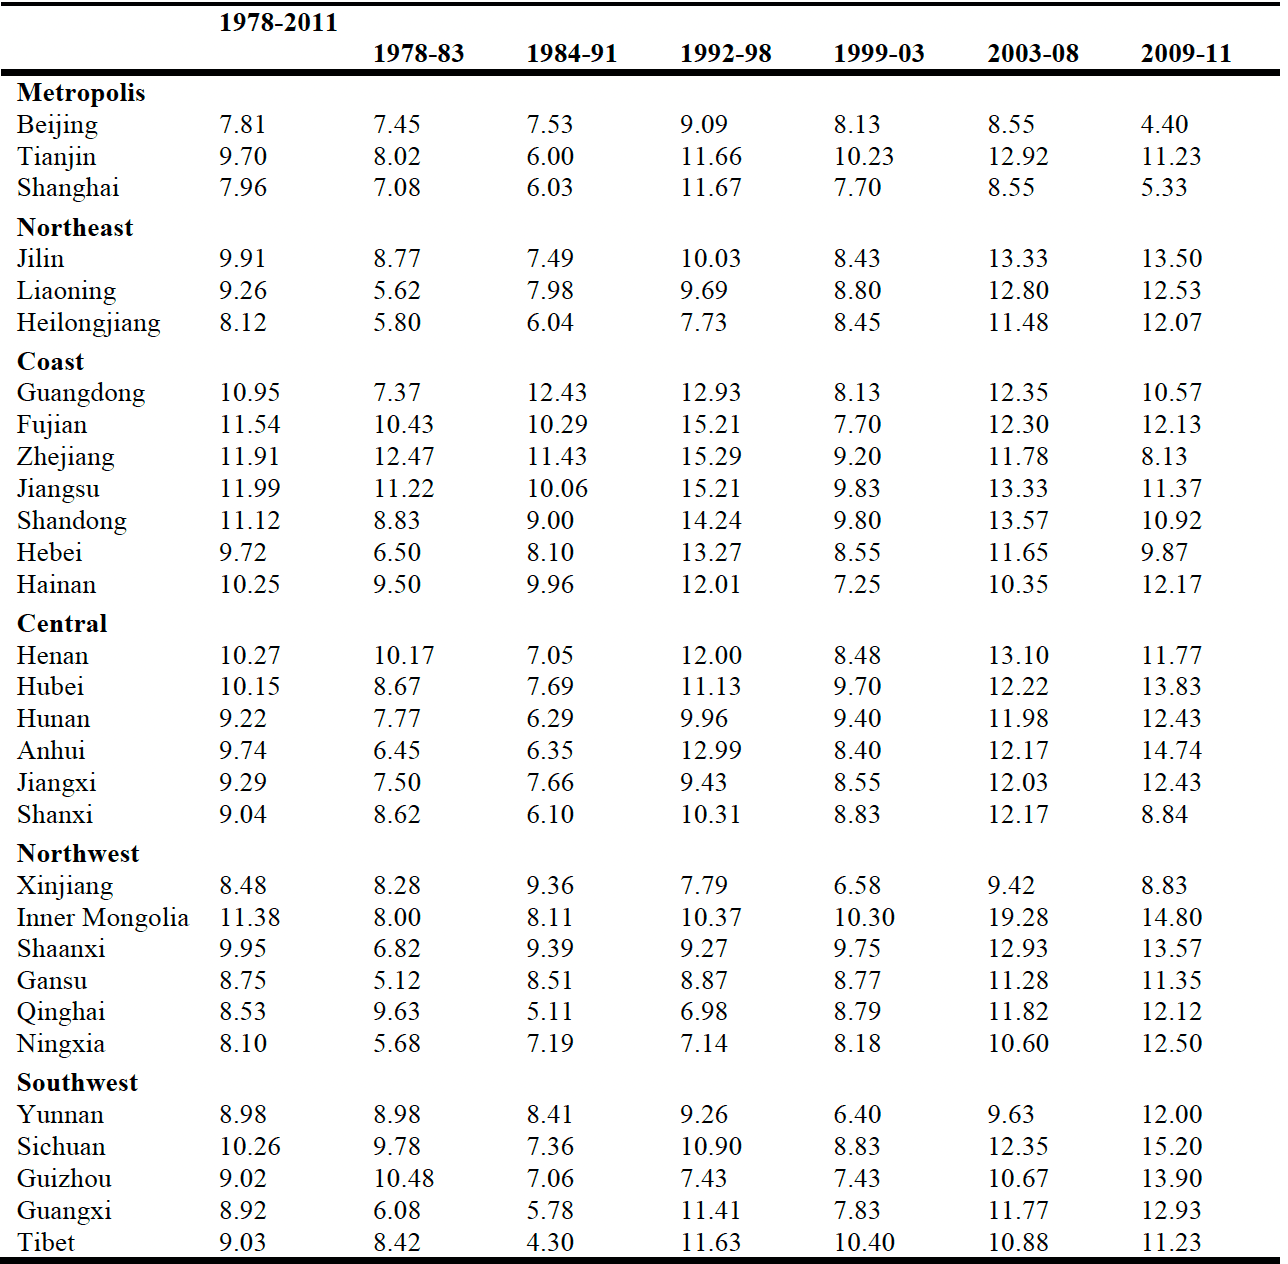 1978-2011
1978-83 1984-91 1992-98 1999-03 2003-08 2009-11
Metropolis
Beijing 7.81 7.45 7.53 9.09 8.13 8.55 4.40
Tianjin 9.70 8.02 6.00 11.66 10.23 12.92 11.23
Shanghai 7.96 7.08 6.03 11.67 7.70 8.55 5.33
Northeast
Jilin 9.91 8.77 7.49 10.03 8.43 13.33 13.50
Liaoning 9.26 5.62 7.98 9.69 8.80 12.80 12.53
Heilongjiang 8.12 5.80 6.04 7.73 8.45 11.48 12.07
Coast
Guangdong 10.95 7.37 12.43 12.93 8.13 12.35 10.57
Fujian 11.54 10.43 10.29 15.21 7.70 12.30 12.13
Zhejiang 11.91 12.47 11.43 15.29 9.20 11.78 8.13
Jiangsu 11.99 11.22 10.06 15.21 9.83 13.33 11.37
Shandong 11.12 8.83 9.00 14.24 9.80 13.57 10.92
Hebei 9.72 6.50 8.10 13.27 8.55 11.65 9.87
Hainan 10.25 9.50 9.96 12.01 7.25 10.35 12.17
Central
Henan 10.27 10.17 7.05 12.00 8.48 13.10 11.77
Hubei 10.15 8.67 7.69 11.13 9.70 12.22 13.83
Hunan 9.22 7.77 6.29 9.96 9.40 11.98 12.43
Anhui 9.74 6.45 6.35 12.99 8.40 12.17 14.74
Jiangxi 9.29 7.50 7.66 9.43 8.55 12.03 12.43
Shanxi 9.04 8.62 6.10 10.31 8.83 12.17 8.84
Northwest
Xinjiang 8.48 8.28 9.36 7.79 6.58 9.42 8.83
Inner Mongolia 11.38 8.00 8.11 10.37 10.30 19.28 14.80
Shaanxi 9.95 6.82 9.39 9.27 9.75 12.93 13.57
Gansu 8.75 5.12 8.51 8.87 8.77 11.28 11.35
Qinghai 8.53 9.63 5.11 6.98 8.79 11.82 12.12
Ningxia 8.10 5.68 7.19 7.14 8.18 10.60 12.50
Southwest
Yunnan 8.98 8.98 8.41 9.26 6.40 9.63 12.00
Sichuan 10.26 9.78 7.36 10.90 8.83 12.35 15.20
Guizhou 9.02 10.48 7.06 7.43 7.43 10.67 13.90
Guangxi 8.92 6.08 5.78 11.41 7.83 11.77 12.93
Tibet 9.03 8.42 4.30 11.63 10.40 10.88 11.23